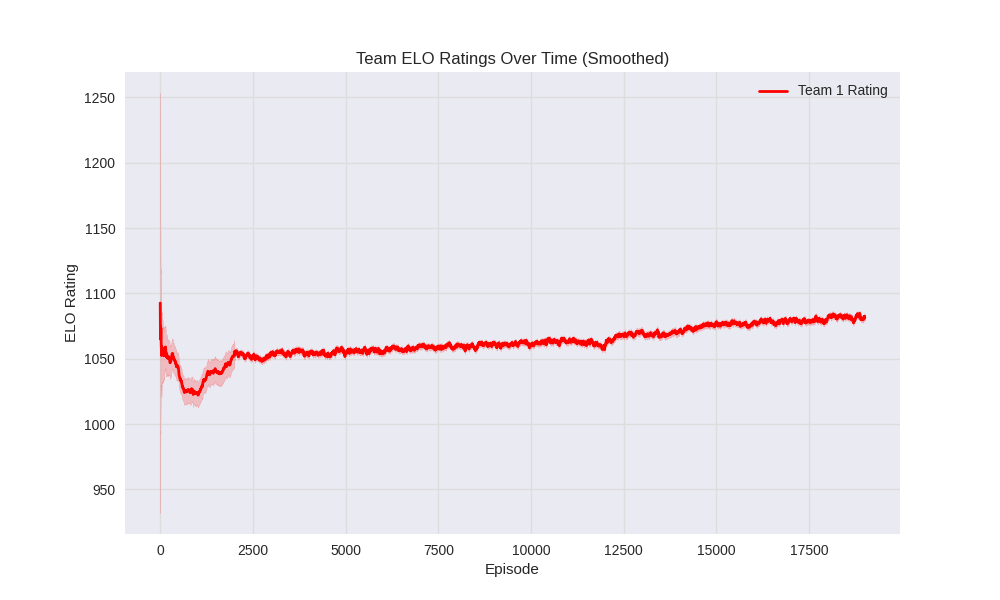 Team ELO Ratings Over Time (Smoothed)
Team 1 Rating
1250
1200
1150
1100
1050
1000
950
ELO Rating
0 2500 5000 7500 10000 12500 15000 17500
Episode